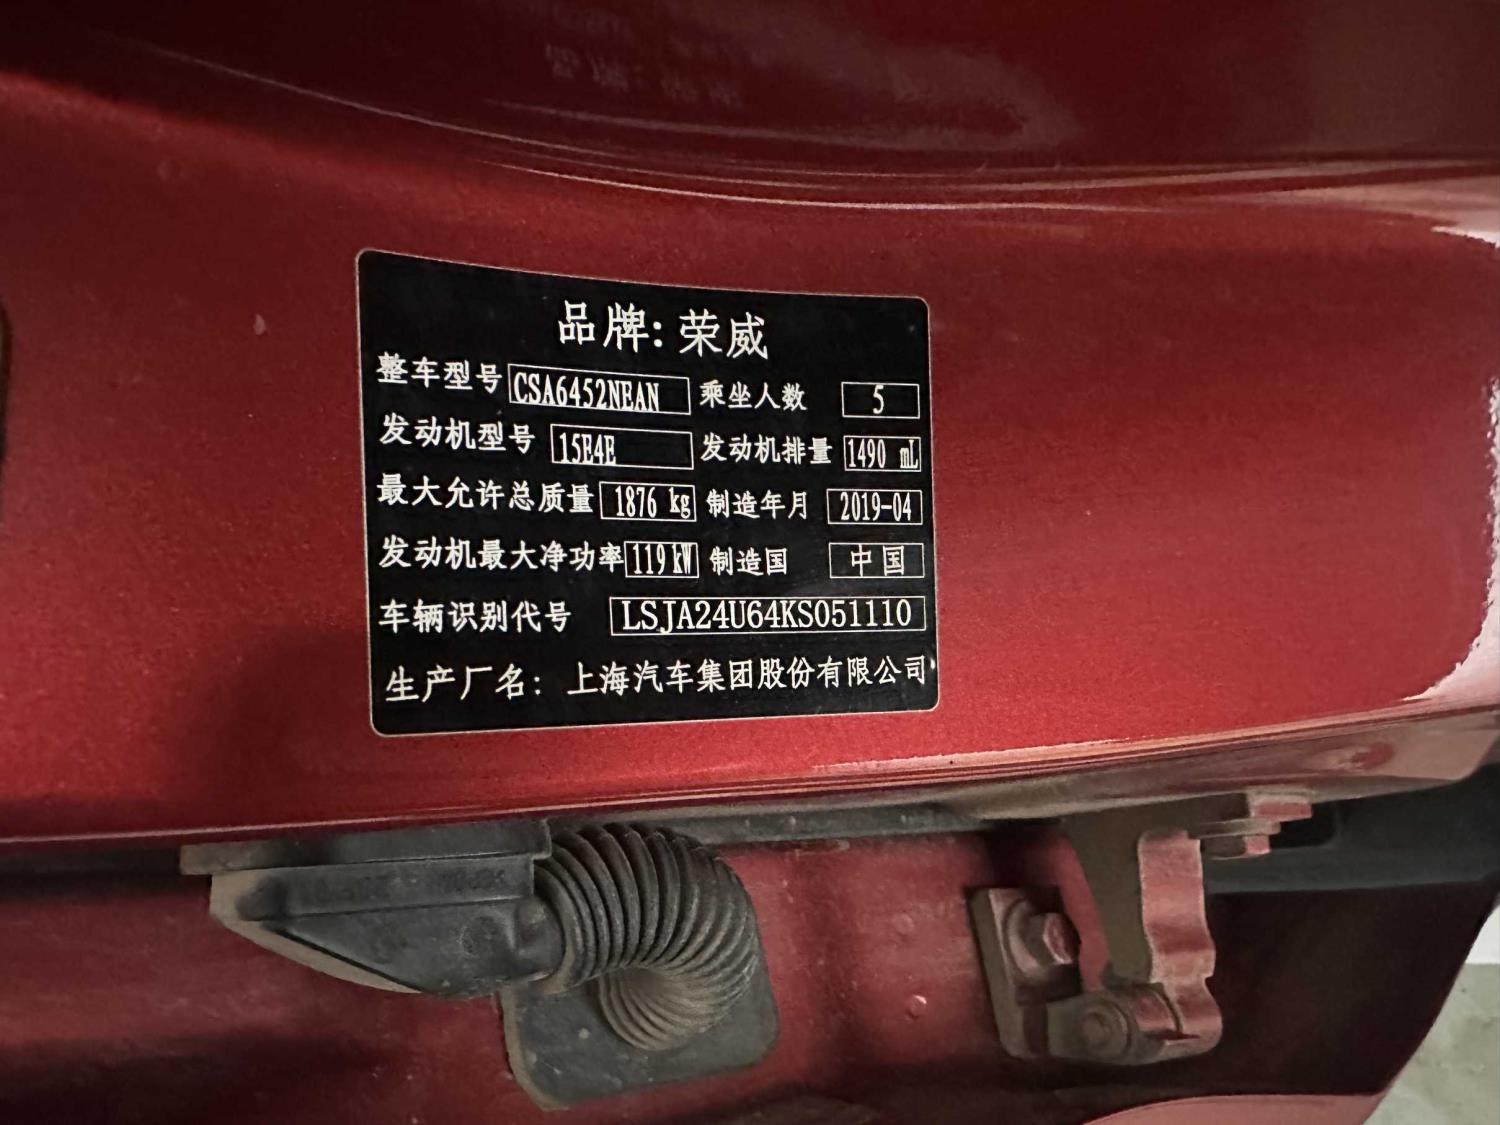 品牌: 荣威
整车型号 CSA6452NEAN 乘坐人数 5
发动机型号 15E4E 发动机排量 1490 mL
最大允许总质量 1876 kg 制造年月 2019-04
发动机最大净功率 119 kW 制造国 中国
车辆识别代号 LSJA24U64KS051110
生产厂名: 上海汽车集团股份有限公司